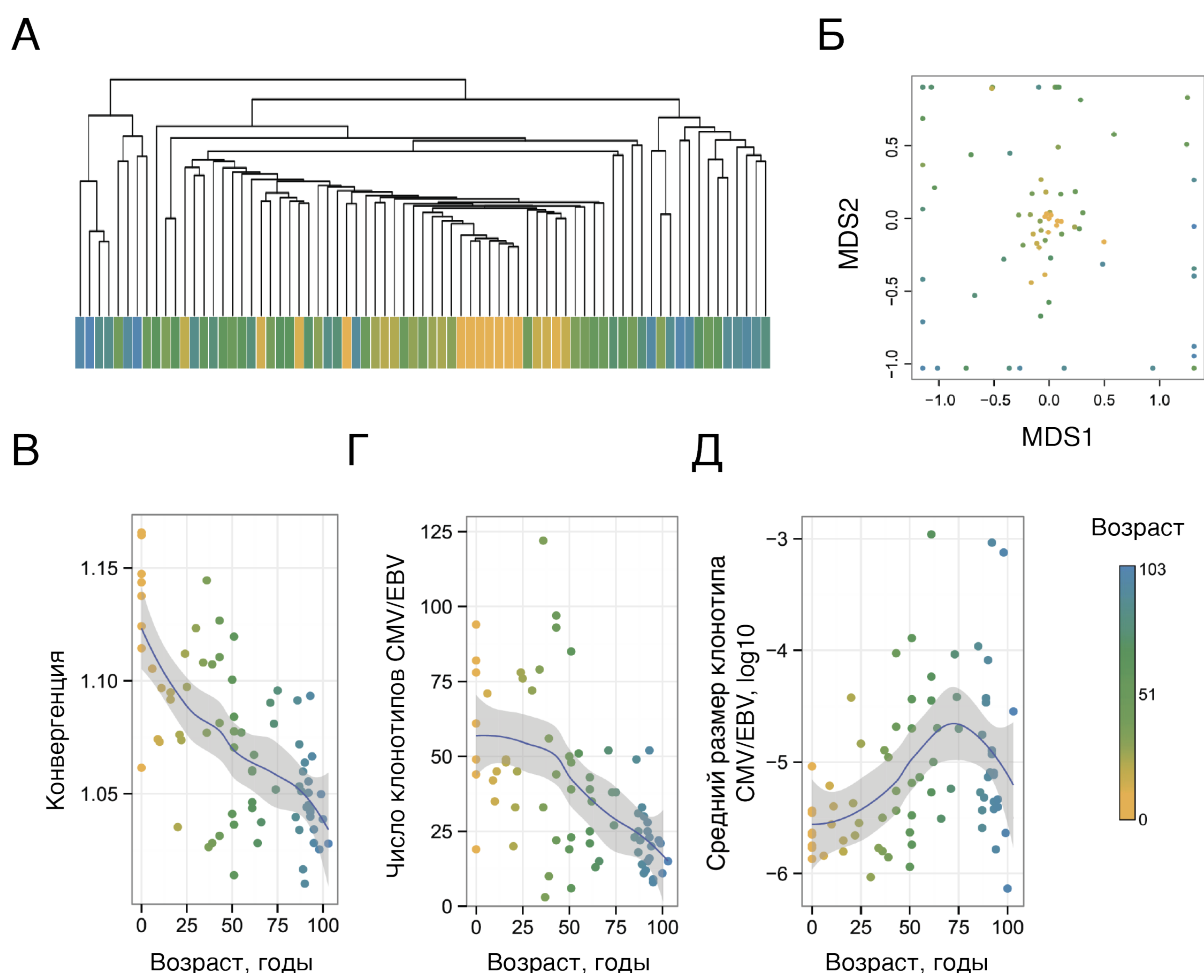 А
Б
MDS2
0.5
0.0
−0.5
−1.0
−1.0
−0.5
0.0
0.5
1.0
MDS1
В
Конвергенция
1.15
1.10
1.05
0
25
50
75
100
Возраст, годы
Г
Число клонотипов CMV/EBV
125
100
75
50
25
0
0
25
50
75
100
Возраст, годы
Д
Средний размер клонотипа
CMV/EBV, log10
−3
−4
−5
−6
0
25
50
75
100
Возраст, годы
Возраст
103
51
0